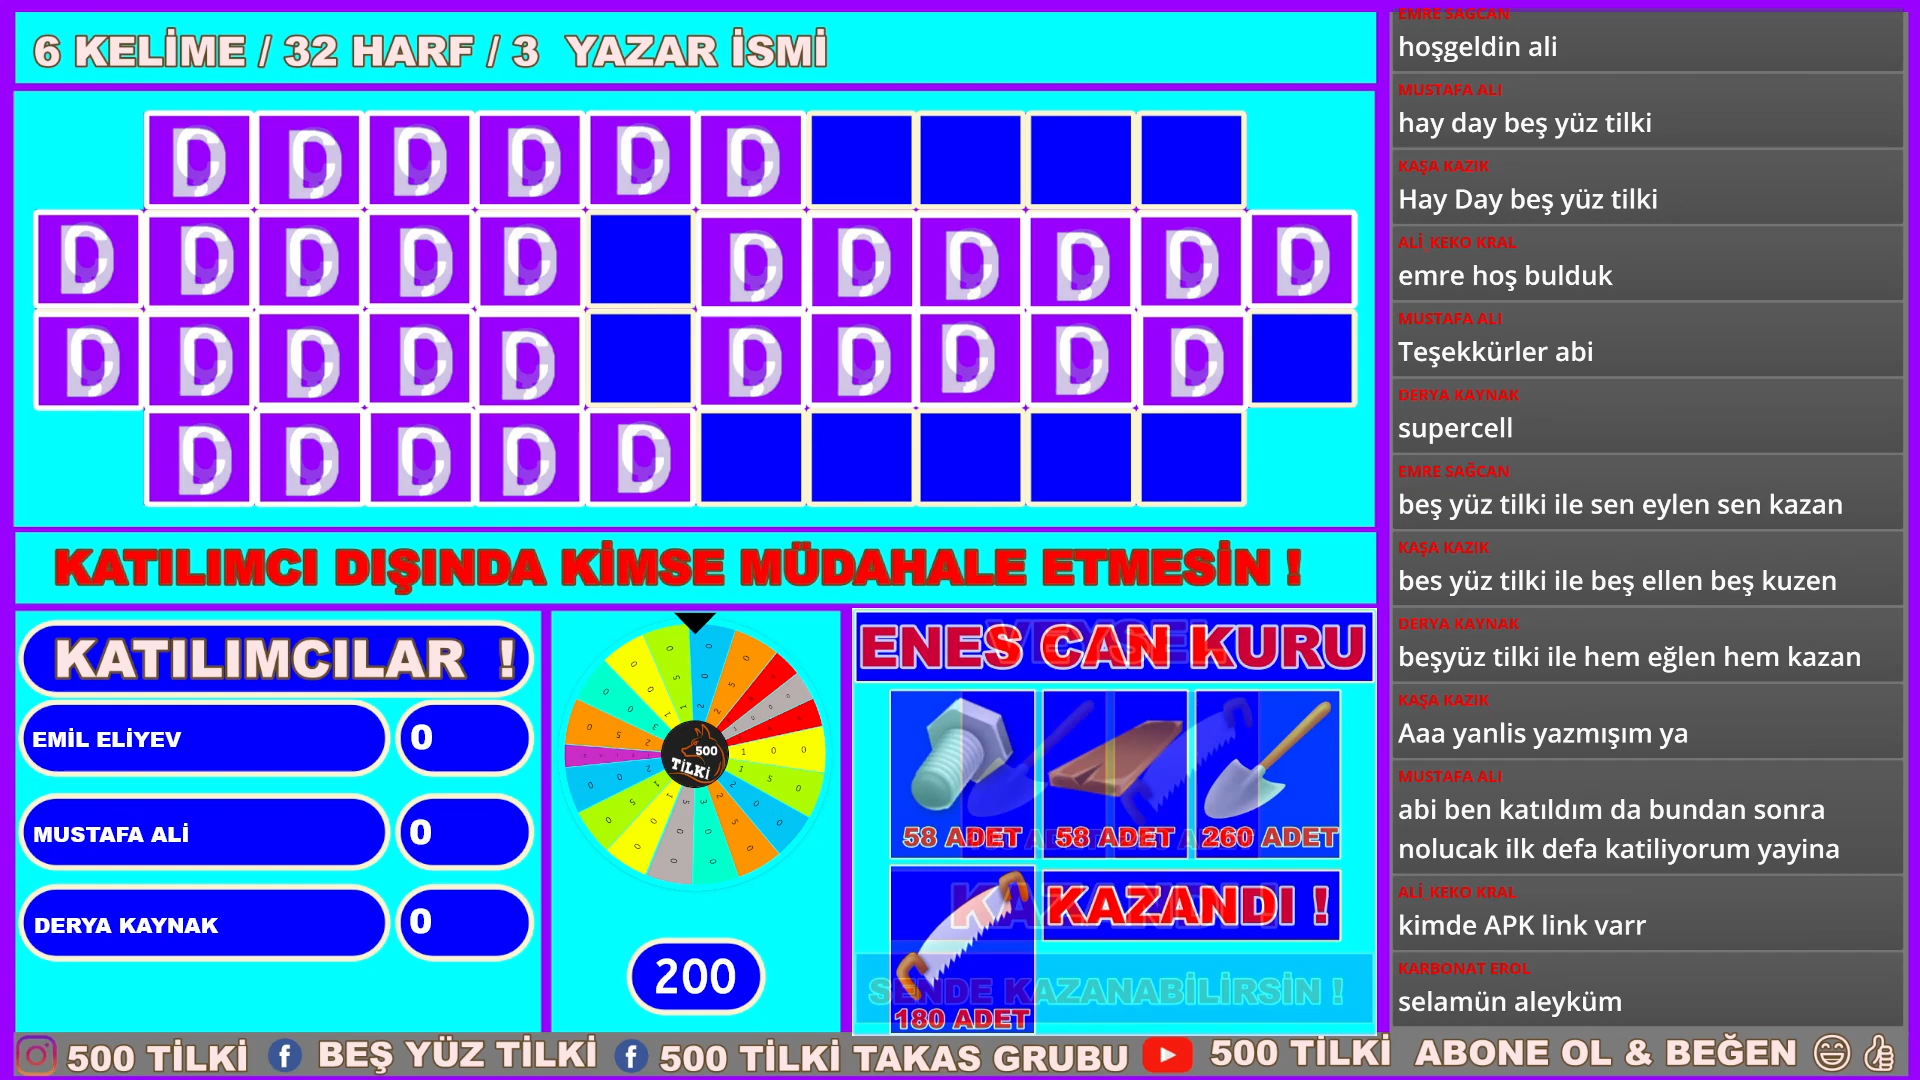 6 KELİME / 32 HARF / 3 YAZAR İSMİ
KATILIMCI DIŞINDA KİMSE MÜDAHALE ETMESİN !
KATILIMCILAR !
EMİL ELİYEV 0
MUSTAFA ALİ 0
DERYA KAYNAK 0
500 TİLKİ
200
ENES CAN KURU
58 ADET 58 ADET 260 ADET
KAZANDI !
SENDE KAZANABİLİRSİN !
180 ADET
EMRE SAĞCAN
hoşgeldin ali
MUSTAFA ALI
hay day beş yüz tilki
KAŞA KAZIK
Hay Day beş yüz tilki
ALİ_KEKO KRAL
emre hoş bulduk
MUSTAFA ALI
Teşekkürler abi
DERYA KAYNAK
supercell
EMRE SAĞCAN
beş yüz tilki ile sen eylen sen kazan
KAŞA KAZIK
bes yüz tilki ile beş ellen beş kuzen
DERYA KAYNAK
beşyüz tilki ile hem eğlen hem kazan
KAŞA KAZIK
Aaa yanlis yazmışım ya
MUSTAFA ALI
abi ben katıldım da bundan sonra
nolucak ilk defa katiliyorum yayina
ALİ_KEKO KRAL
kimde APK link varr
KARBONAT EROL
selamün aleyküm
500 TİLKİ BEŞ YÜZ TİLKİ 500 TİLKİ TAKAS GRUBU 500 TİLKİ ABONE OL & BEĞEN